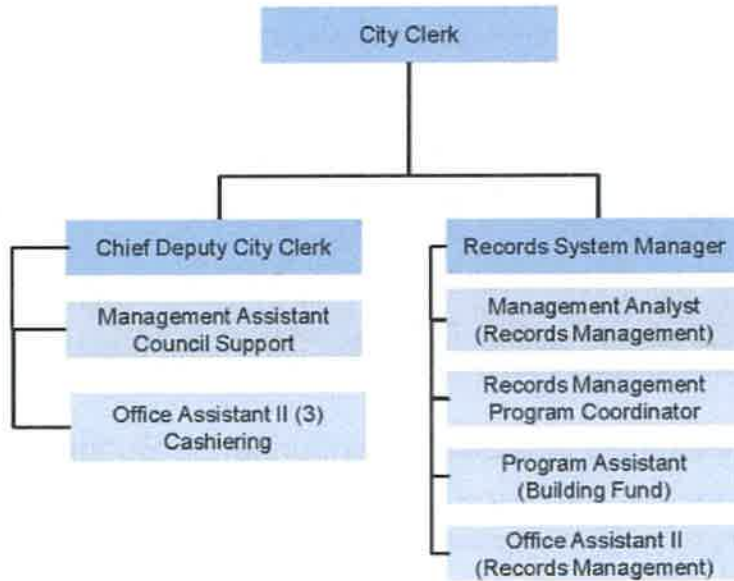 City Clerk
Chief Deputy City Clerk
Management Assistant
Council Support
Office Assistant II (3)
Cashiering
Records System Manager
Management Analyst
(Records Management)
Records Management
Program Coordinator
Program Assistant
(Building Fund)
Office Assistant II
(Records Management)